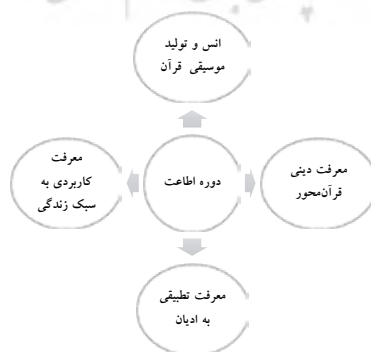 انس و تولید
موسیقی قرآن
معرفت دینی
قرآن‌محور
دوره اطاعت
معرفت
کاربردی به
سبک زندگی
معرفت تطبیقی
به ادیان